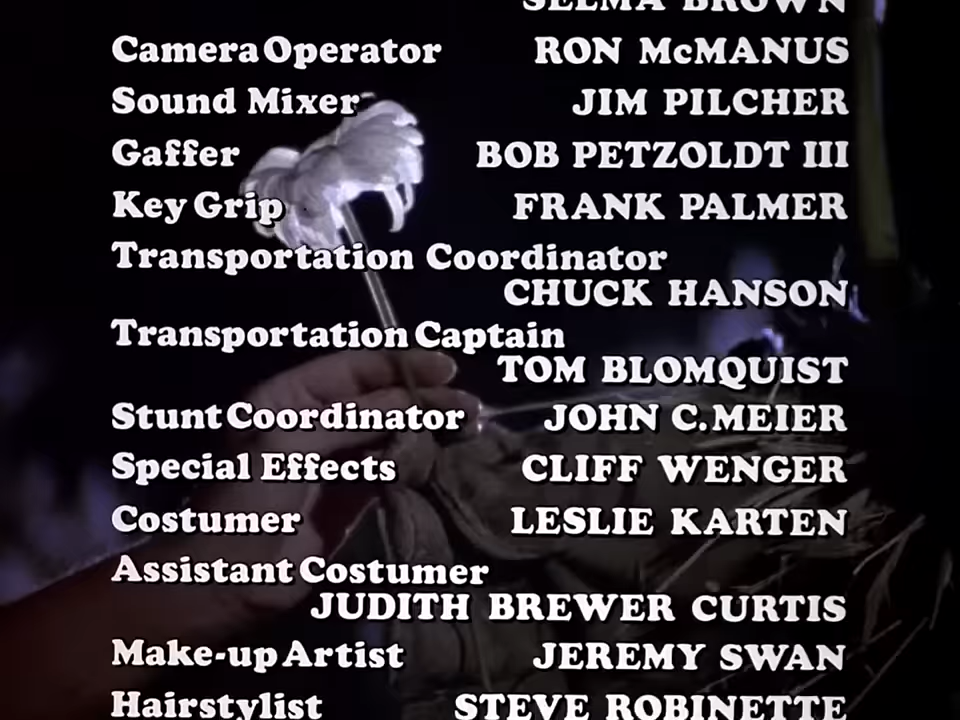 SELMA BROWN
Camera Operator RON McMANUS
Sound Mixer JIM PILCHER
Gaffer BOB PETZOLDT III
Key Grip FRANK PALMER
Transportation Coordinator
CHUCK HANSON
Transportation Captain
TOM BLOMQUIST
Stunt Coordinator JOHN C. MEIER
Special Effects CLIFF WENGER
Costumer LESLIE KARTEN
Assistant Costumer
JUDITH BREWER CURTIS
Make-up Artist JEREMY SWAN
Hairstylist STEVE ROBINETTE